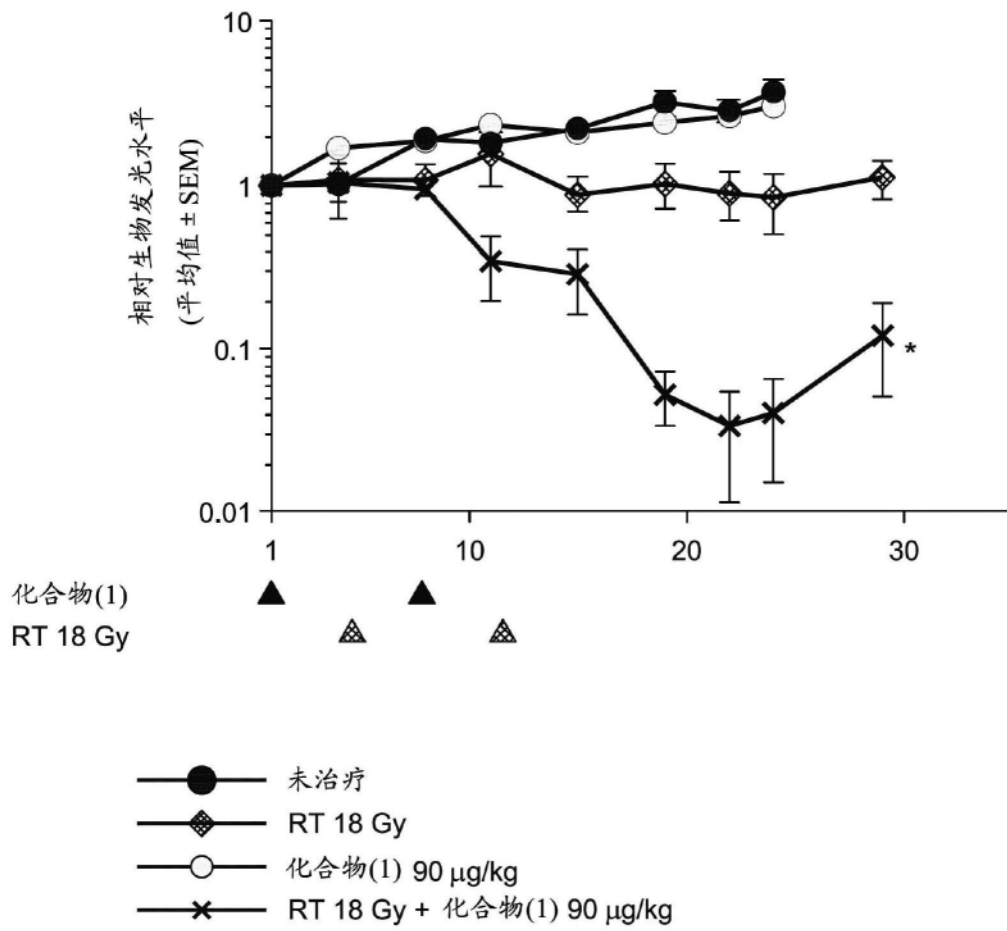 10
1
0.1
0.01
相对生物发光水平
(平均值 ± SEM)
*
1 10 20 30
化合物(1)
RT 18 Gy
未治疗
RT 18 Gy
化合物(1) 90 μg/kg
RT 18 Gy + 化合物(1) 90 μg/kg